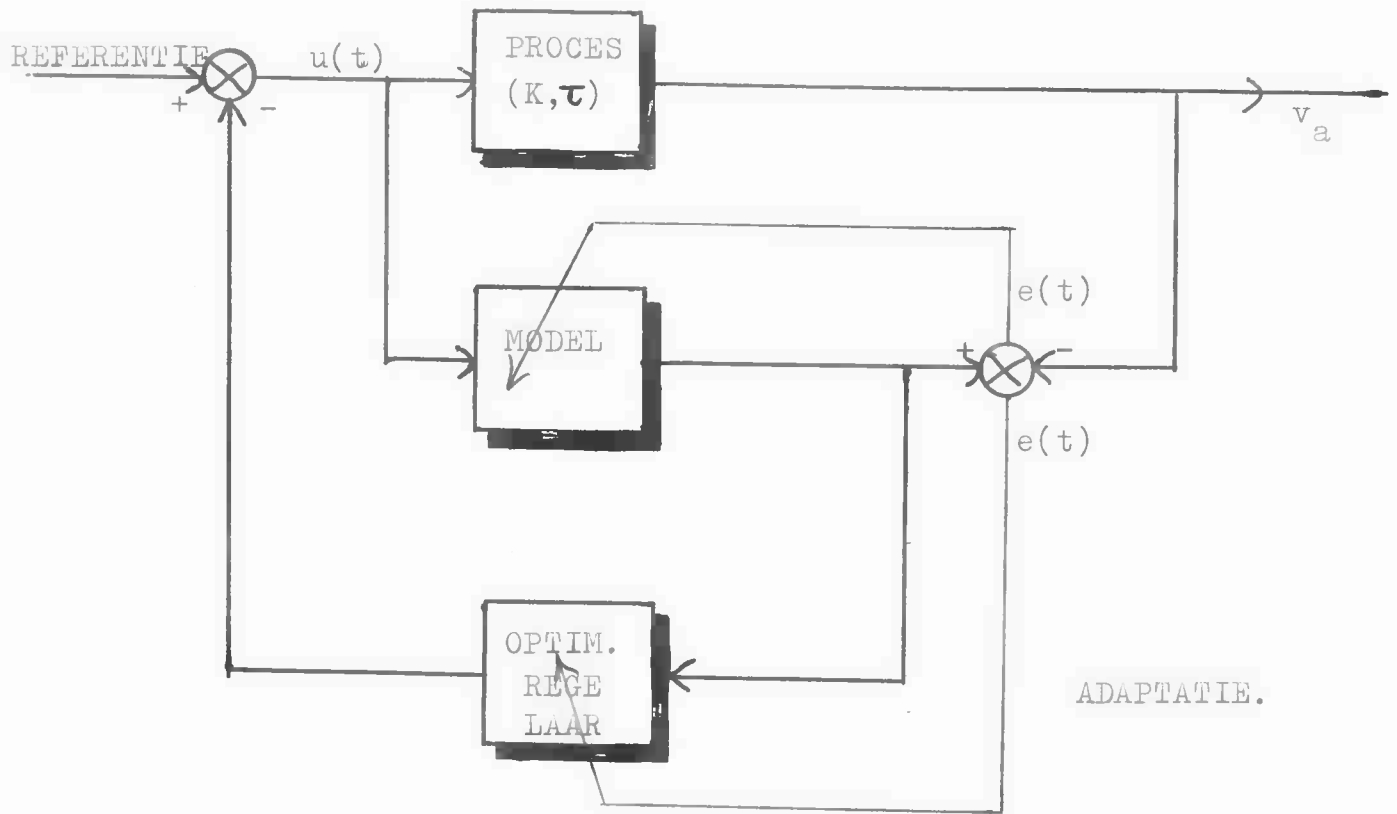 REFERENTIE
+
-
u(t)
PROCES
(K,τ)
v a
e(t)
MODEL
+
-
e(t)
OPTIM.
REGE
LAAR
ADAPTATIE.